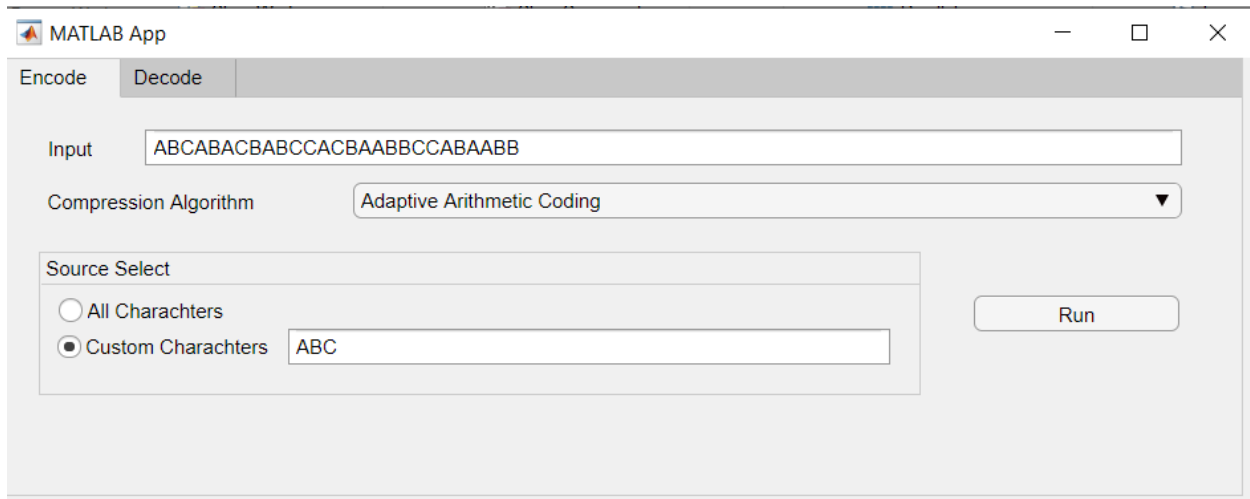 MATLAB App
Encode Decode
Input ABCABACBABCCACBAABBCCABAABB
Compression Algorithm Adaptive Arithmetic Coding
Source Select
All Charachters
Run
Custom Charachters ABC